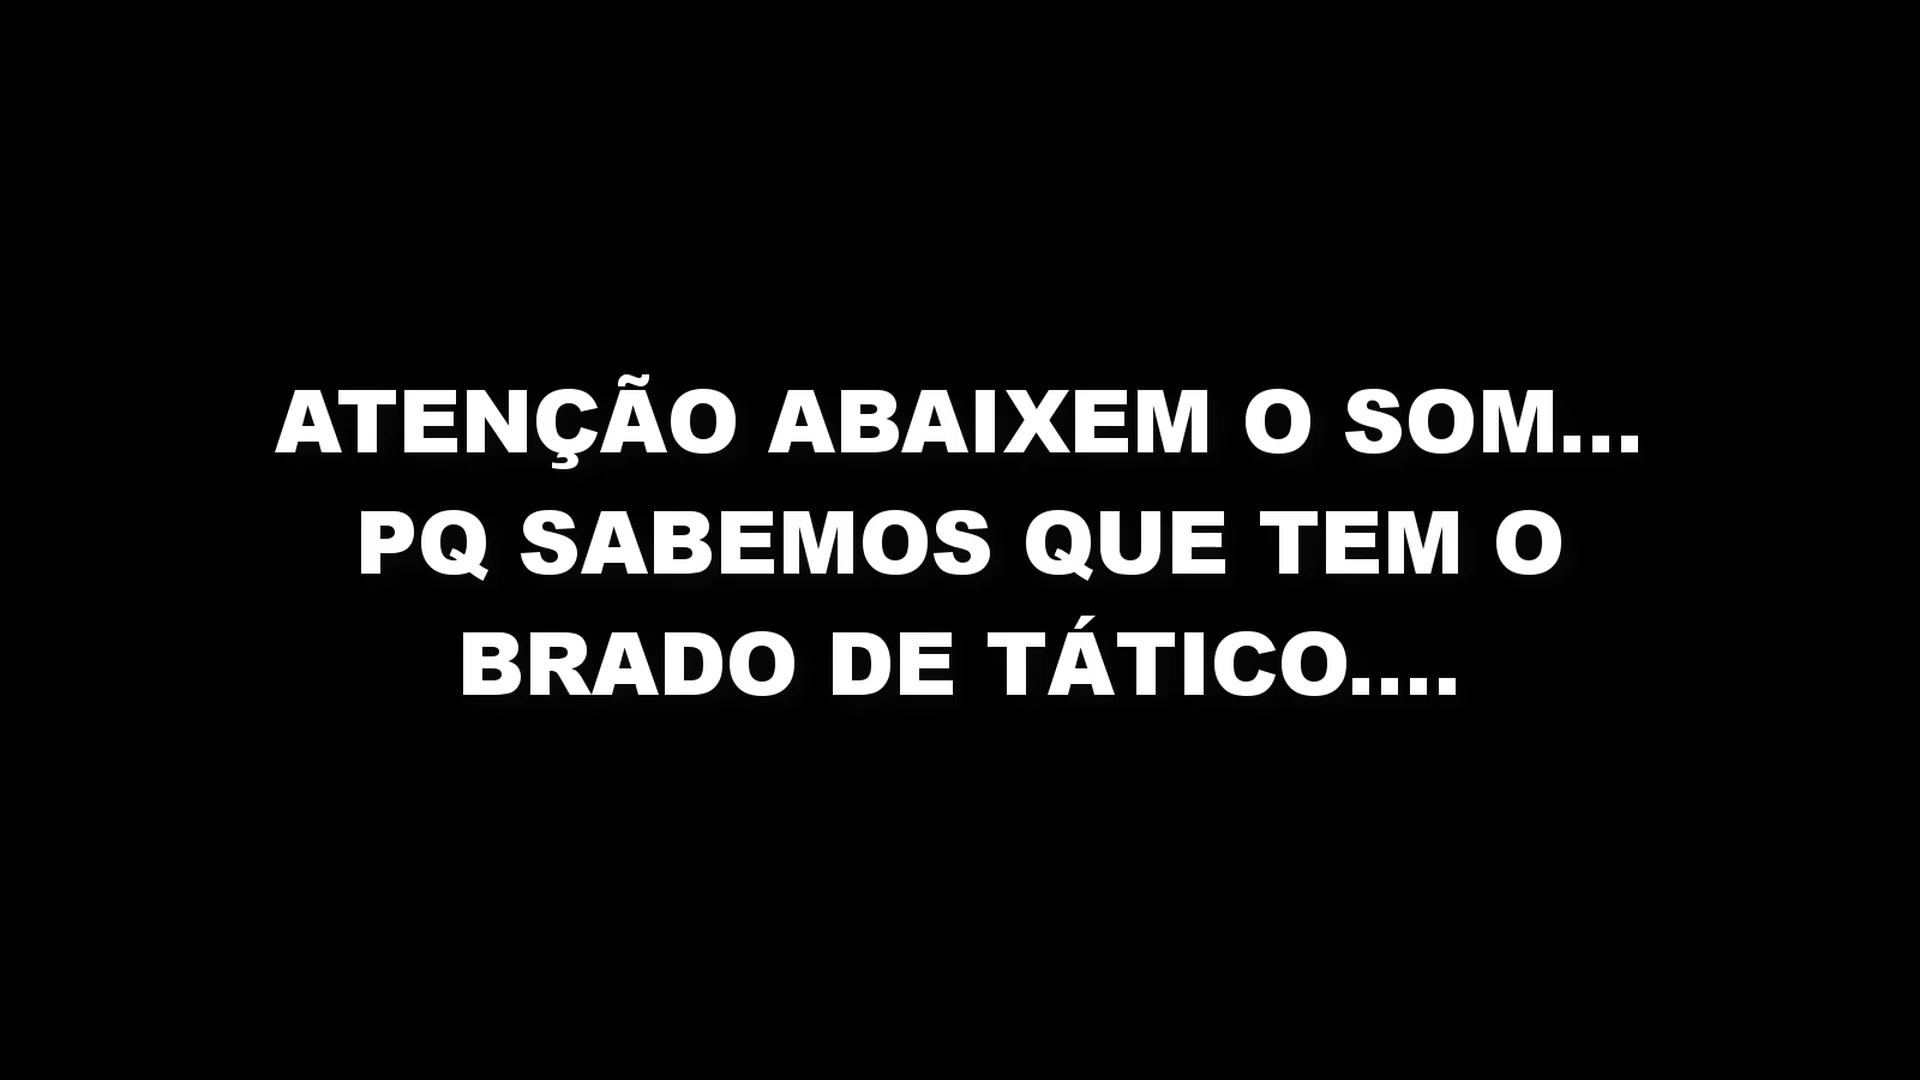 ATENÇÃO ABAIXEM O SOM...
PQ SABEMOS QUE TEM O
BRADO DE TÁTICO....